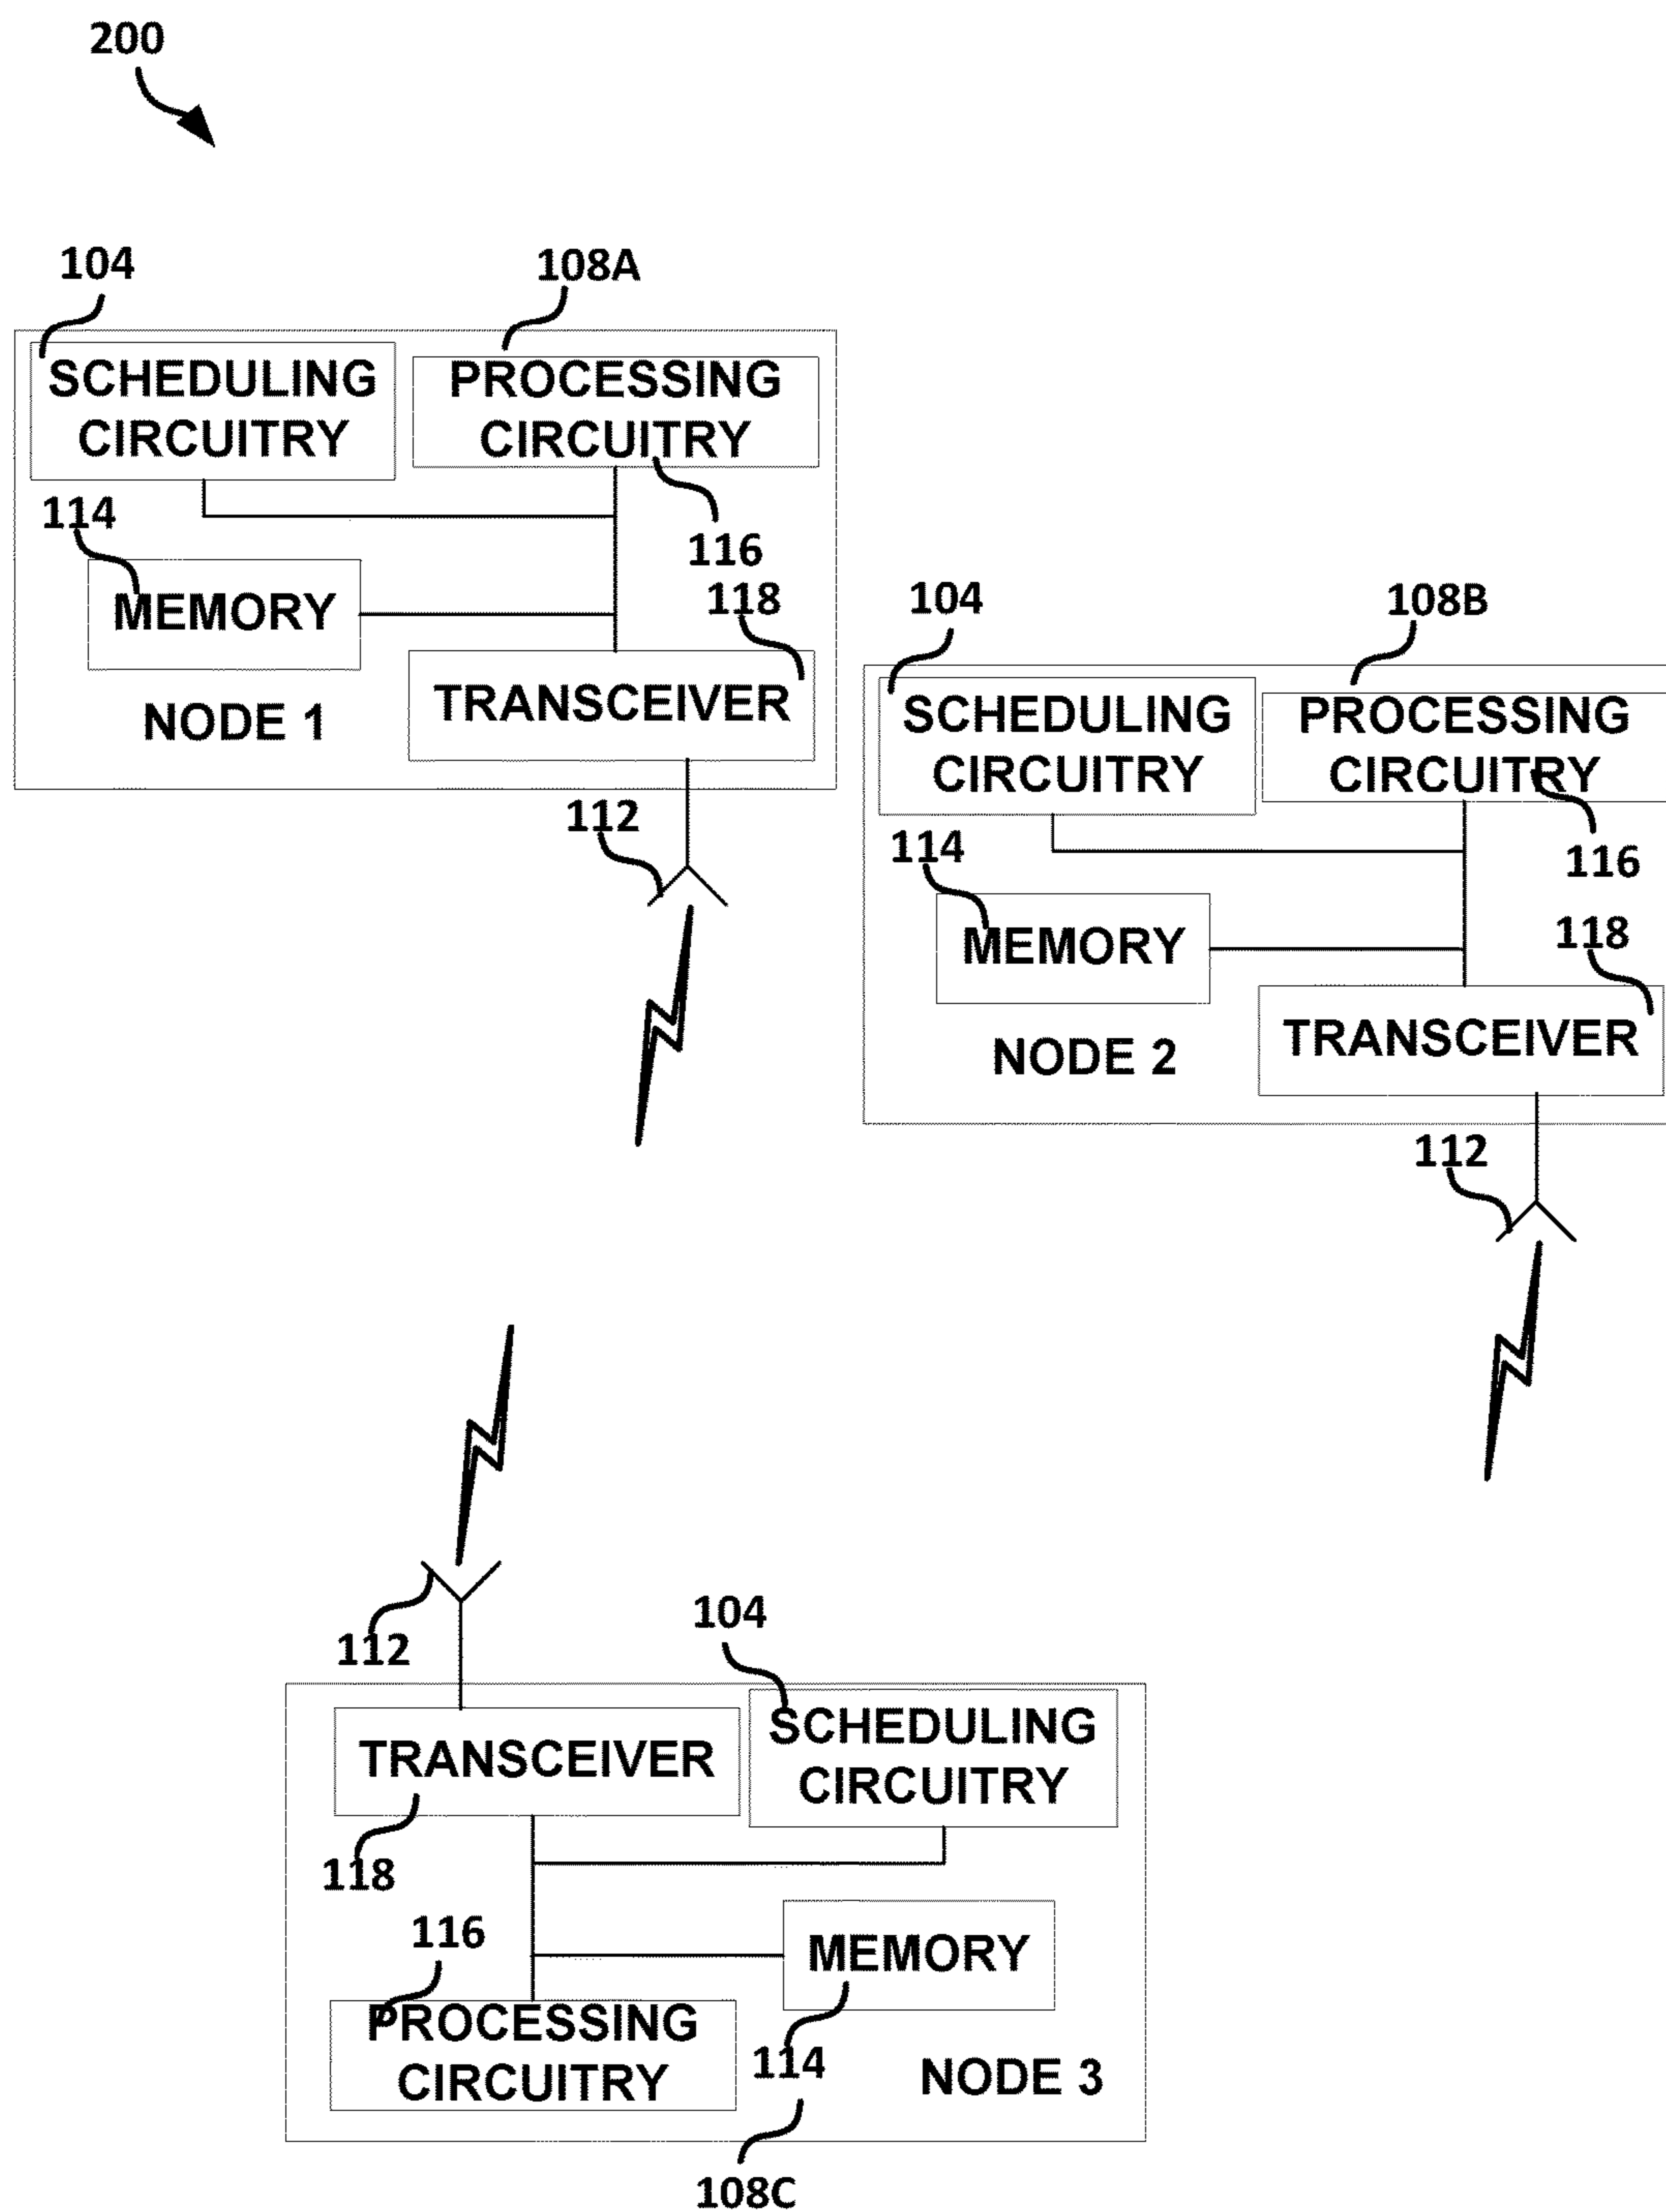 200
104
108A
SCHEDULING
CIRCUITRY
PROCESSING
CIRCUITRY
114
116
MEMORY
118
TRANSCEIVER
NODE 1
112
104
108B
SCHEDULING
CIRCUITRY
PROCESSING
CIRCUITRY
114
116
MEMORY
118
TRANSCEIVER
NODE 2
112
112
104
TRANSCEIVER
SCHEDULING
CIRCUITRY
118
116
MEMORY
PROCESSING
CIRCUITRY
114
NODE 3
108C